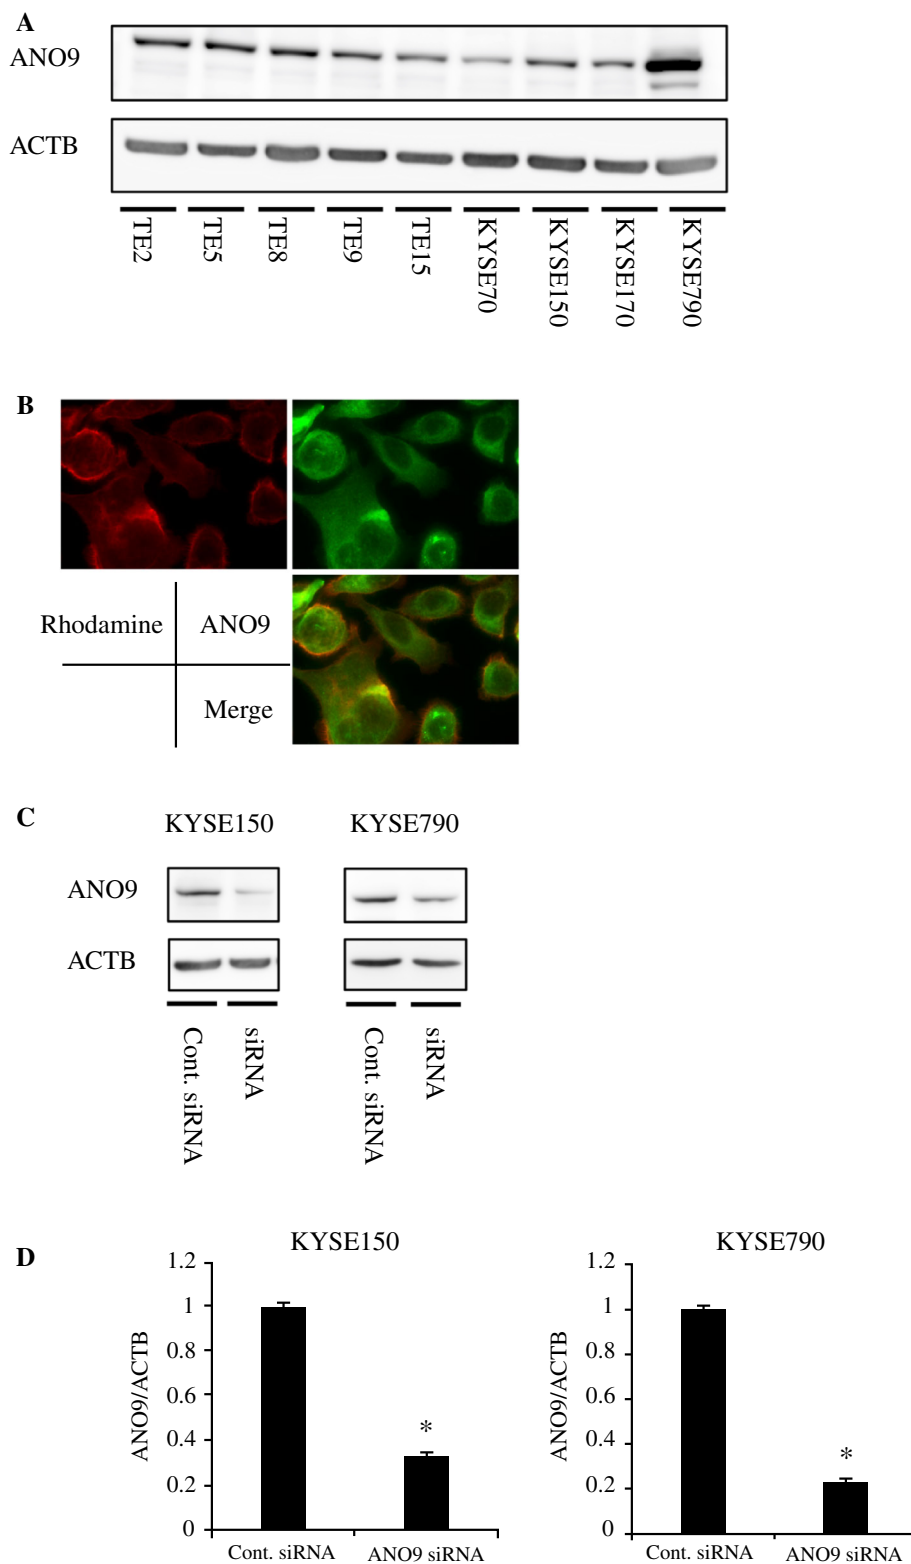 A
ANO9
ACTB
TE2 TE5 TE8 TE9 TE15 KYSE70 KYSE150 KYSE170 KYSE790
B
Rhodamine ANO9
Merge
C
KYSE150 KYSE790
ANO9
ACTB
Cont. siRNA siRNA Cont. siRNA siRNA
D
KYSE150
ANO9/ACTB
1.2
1
0.8
0.6
0.4
0.2
0
*
Cont. siRNA ANO9 siRNA
KYSE790
ANO9/ACTB
1.2
1
0.8
0.6
0.4
0.2
0
*
Cont. siRNA ANO9 siRNA